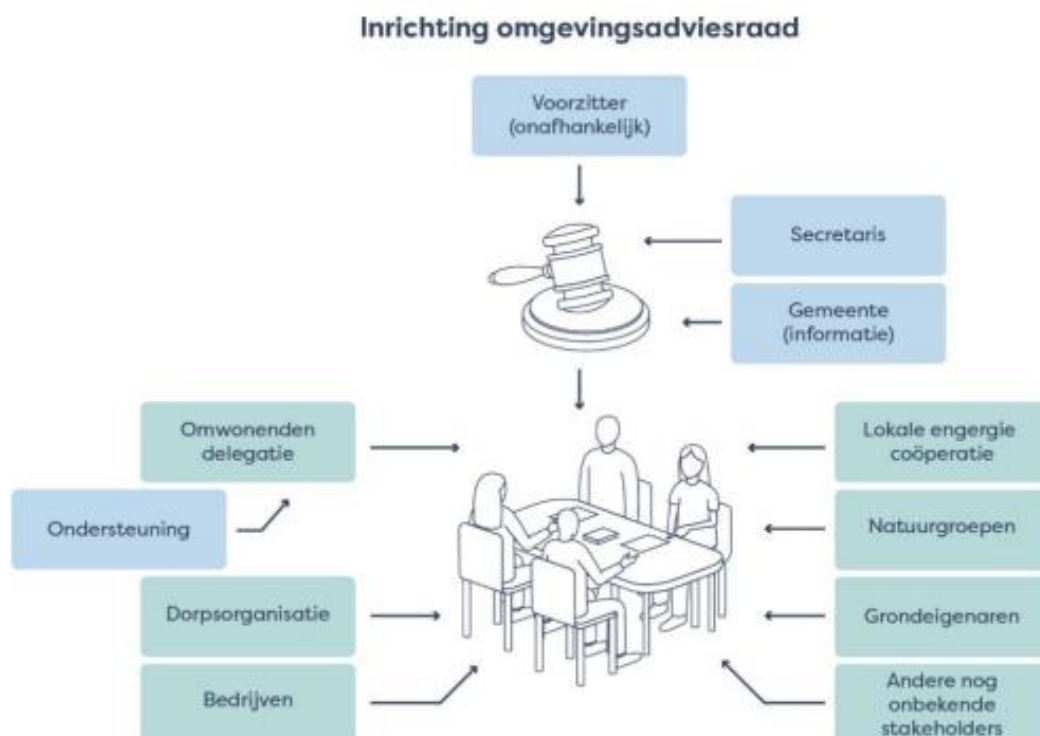 Inrichting omgevingsadviesraad
Voorzitter
(onafhankelijk)
Secretaris
Gemeente
(informatie)
Omwonenden
delegatie
Lokale engergie
coöperatie
Ondersteuning
Natuurgroepen
Dorpsorganisatie
Grondeigenaren
Bedrijven
Andere nog
onbekende
stakeholders